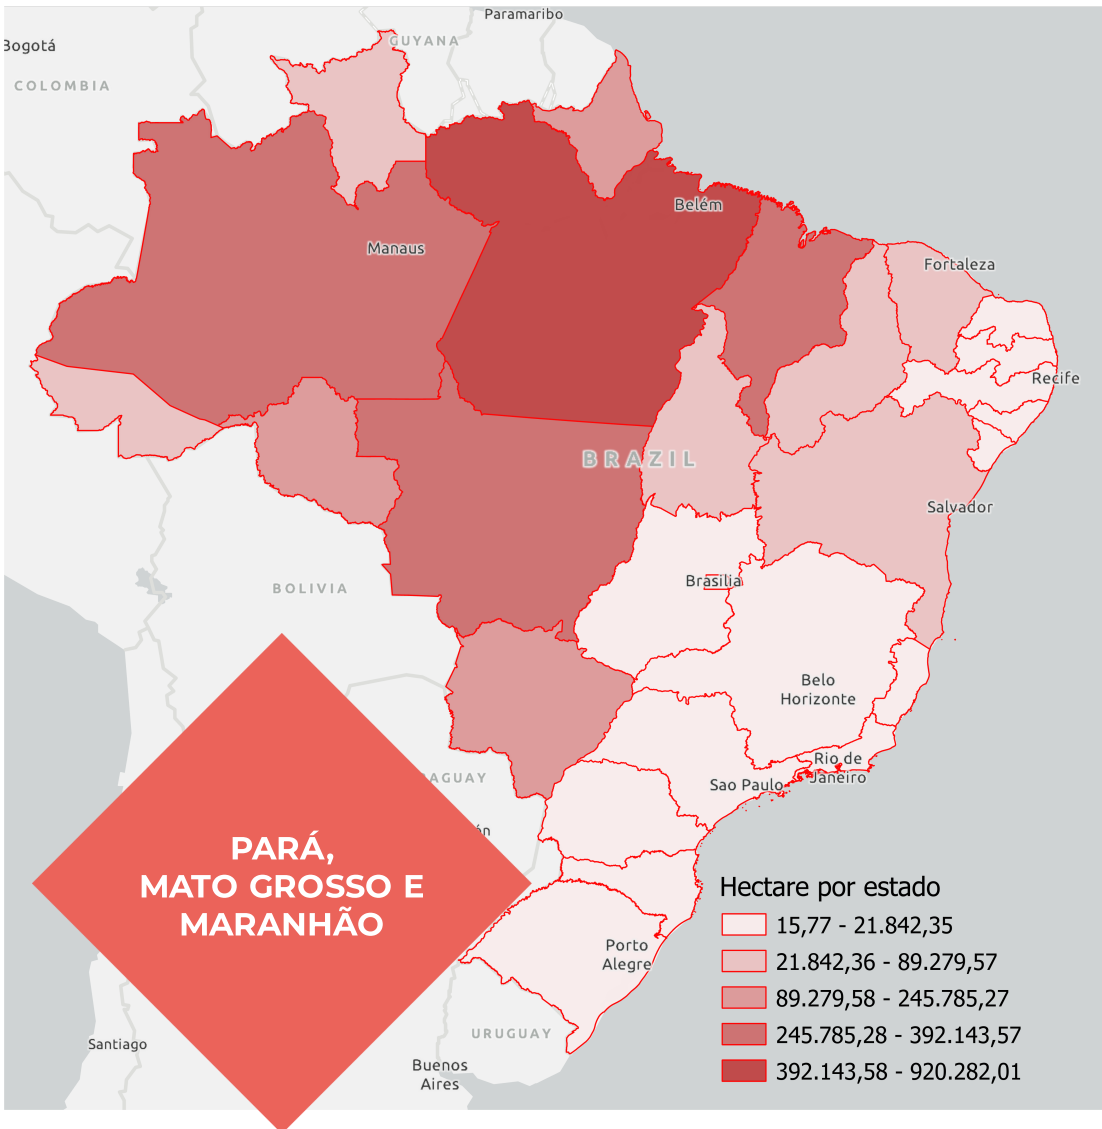 Paramaribo
Bogotá
GUYANA
COLOMBIA
Belém
Manaus
Fortaleza
Recife
BRAZIL
Salvador
Brasilia
BOLIVIA
Belo
Horizonte
Rio de
Janeiro
AGUAY
Sao Paulo
ón
PARÁ,
MATO GROSSO E
MARANHÃO
Porto
Alegre
Hectare por estado
15,77 - 21.842,35
21.842,36 - 89.279,57
89.279,58 - 245.785,27
245.785,28 - 392.143,57
392.143,58 - 920.282,01
URUGUAY
Santiago
Buenos
Aires